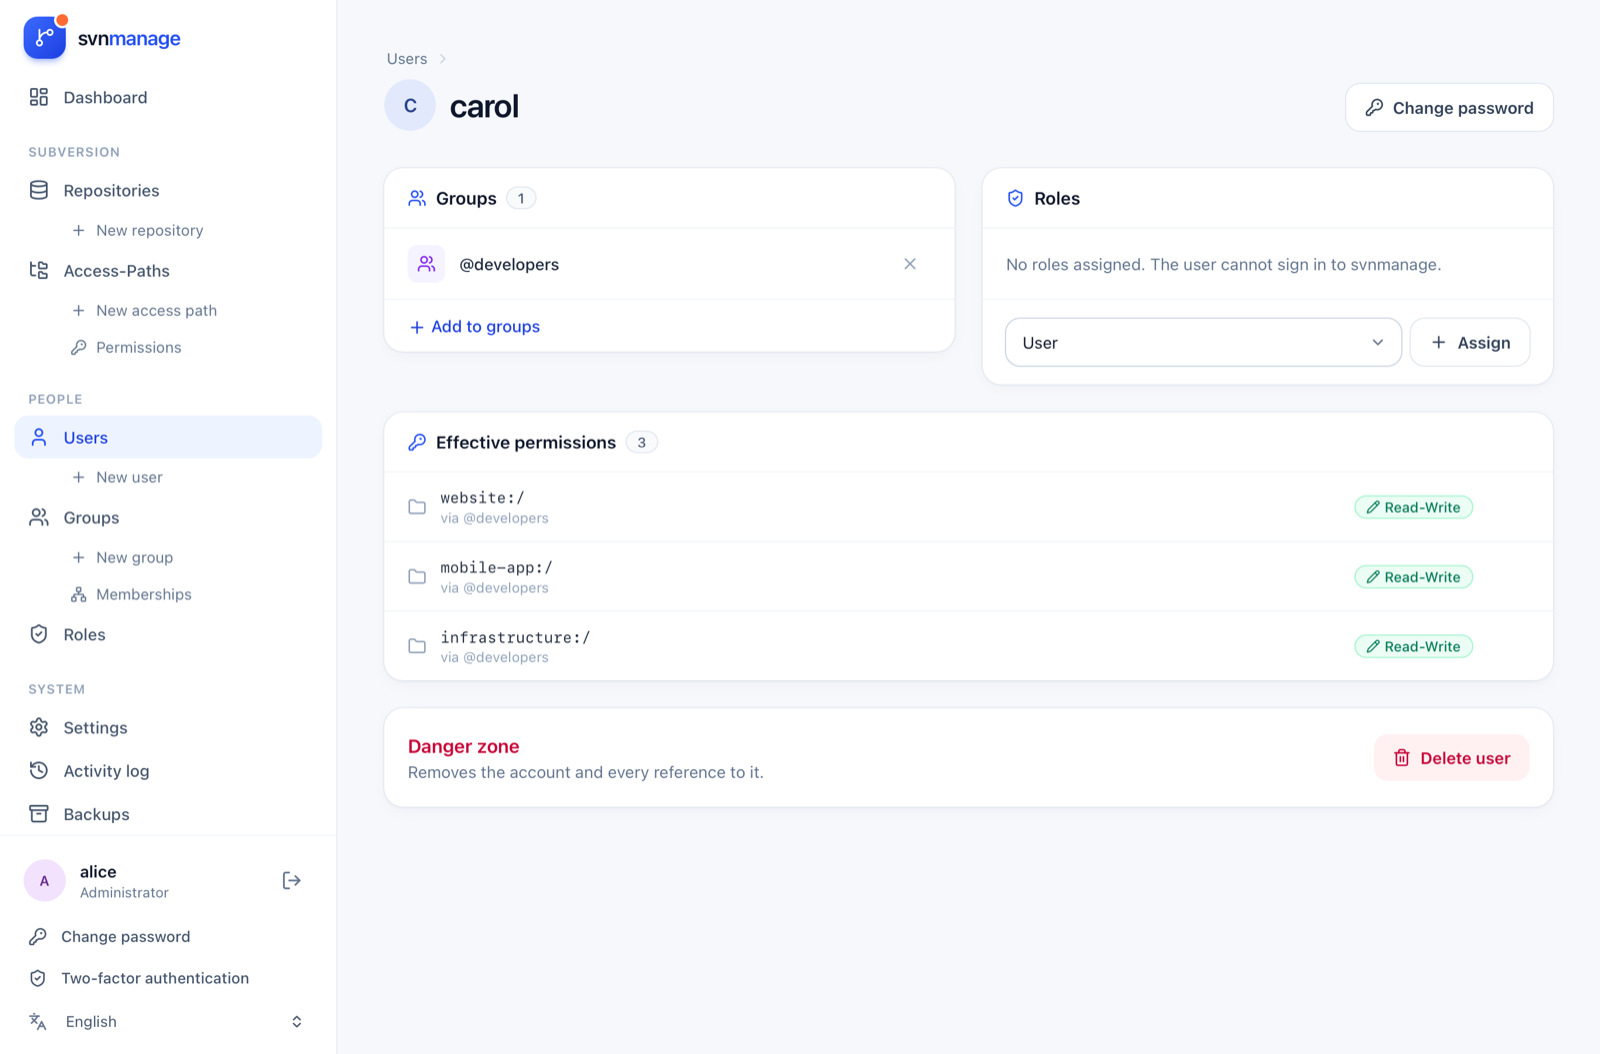 svnmanage
Dashboard
SUBVERSION
Repositories
New repository
Access-Paths
New access path
Permissions
PEOPLE
Users
New user
Groups
New group
Memberships
Roles
SYSTEM
Settings
Activity log
Backups
A
alice
Administrator
Change password
Two-factor authentication
English
Users
C
carol
Change password
Groups 1
@developers
Add to groups
Roles
No roles assigned. The user cannot sign in to svnmanage.
User
Assign
Effective permissions 3
website:/
via @developers
Read-Write
mobile-app:/
via @developers
Read-Write
infrastructure:/
via @developers
Read-Write
Danger zone
Removes the account and every reference to it.
Delete user